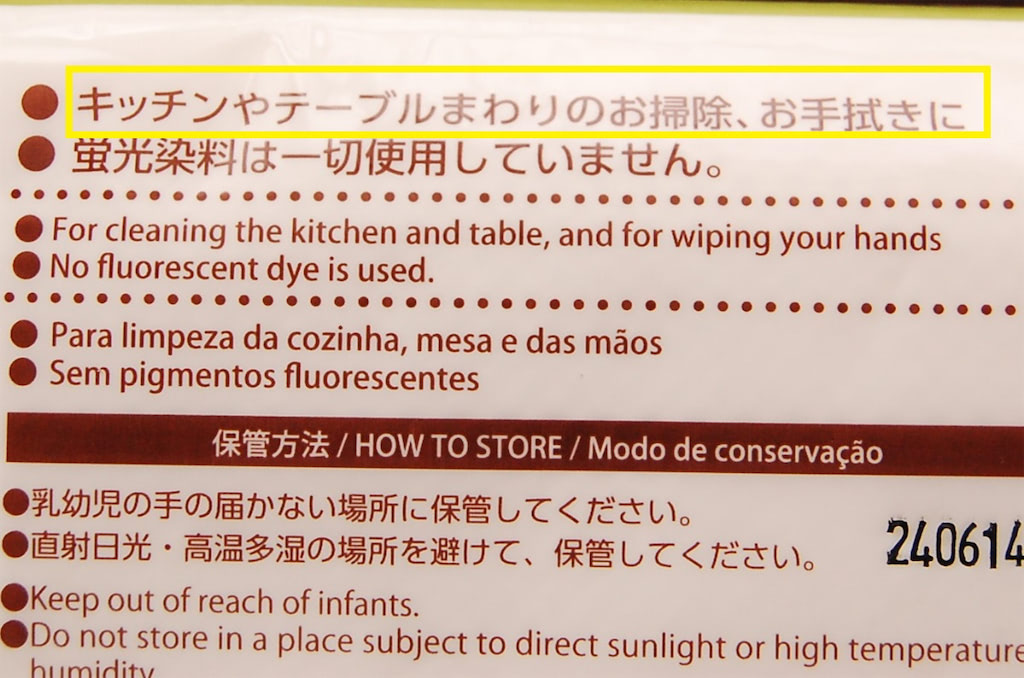 ●キッチンやテーブルまわりのお掃除、お手拭きに
●蛍光染料は一切使用していません。
●For cleaning the kitchen and table, and for wiping your hands
●No fluorescent dye is used.
●Para limpeza da cozinha, mesa e das mãos
●Sem pigmentos fluorescentes
保管方法 / HOW TO STORE / Modo de conservação
●乳幼児の手の届かない場所に保管してください。
●直射日光・高温多湿の場所を避けて、保管してください。
240614
●Keep out of reach of infants.
●Do not store in a place subject to direct sunlight or high temperature
humidity.